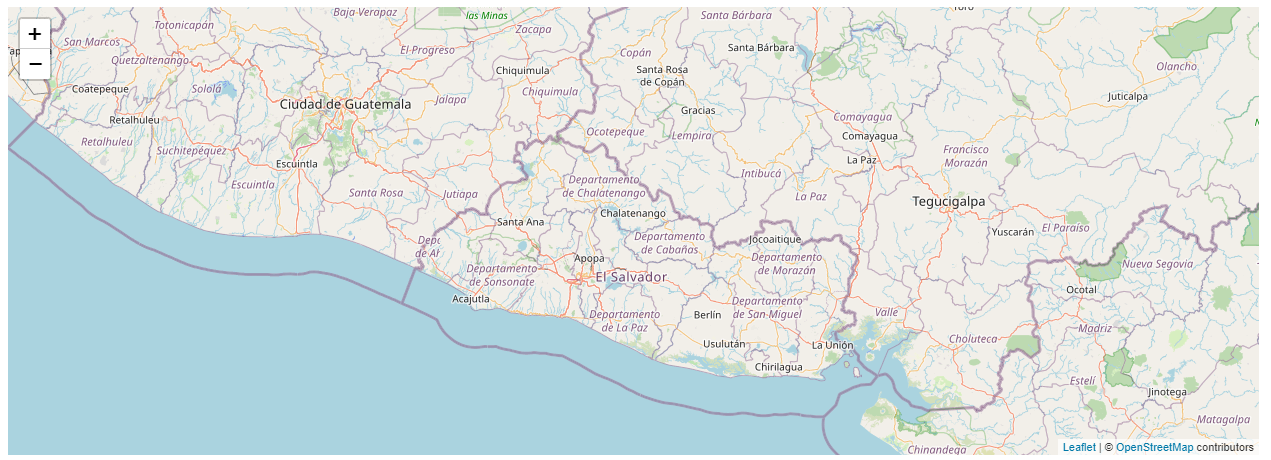 Baja Verapaz
las Minas
Santa Bárbara
Totonicapán
Zacapa
San Marcos
El Progreso
Copán
Santa Bárbara
+
−
Quetzaltenango
Chiquimula
Santa Rosa
de Copán
Olancho
Coatepeque
Sololá
Chiquimula
Juticalpa
Ciudad de Guatemala
Jalapa
Gracias
Retalhuleu
Comayagua
Retalhuleu
Ocotepeque
Lempira
Comayagua
Suchitepéquez
Francisco
Morazán
Escuintla
La Paz
Escuintla
Santa Rosa
Jutiapa
Departamento
de Chalatenango
Intibucá
La Paz
Tegucigalpa
Santa Ana
Chalatenango
El Paraíso
Yuscarán
Departamento
de Cabañas
Jocoaitique
Apopa
Departamento
de Morazán
Nueva Segovia
Departamento
de Sonsonate
El Salvador
Ocotal
Acajutla
Departamento
de San Miguel
Departamento
de La Paz
Berlín
Valle
Madriz
Usulután
La Unión
Choluteca
Chirilagua
Estelí
Jinotega
Matagalpa
Chinandega
Leaflet | © OpenStreetMap contributors